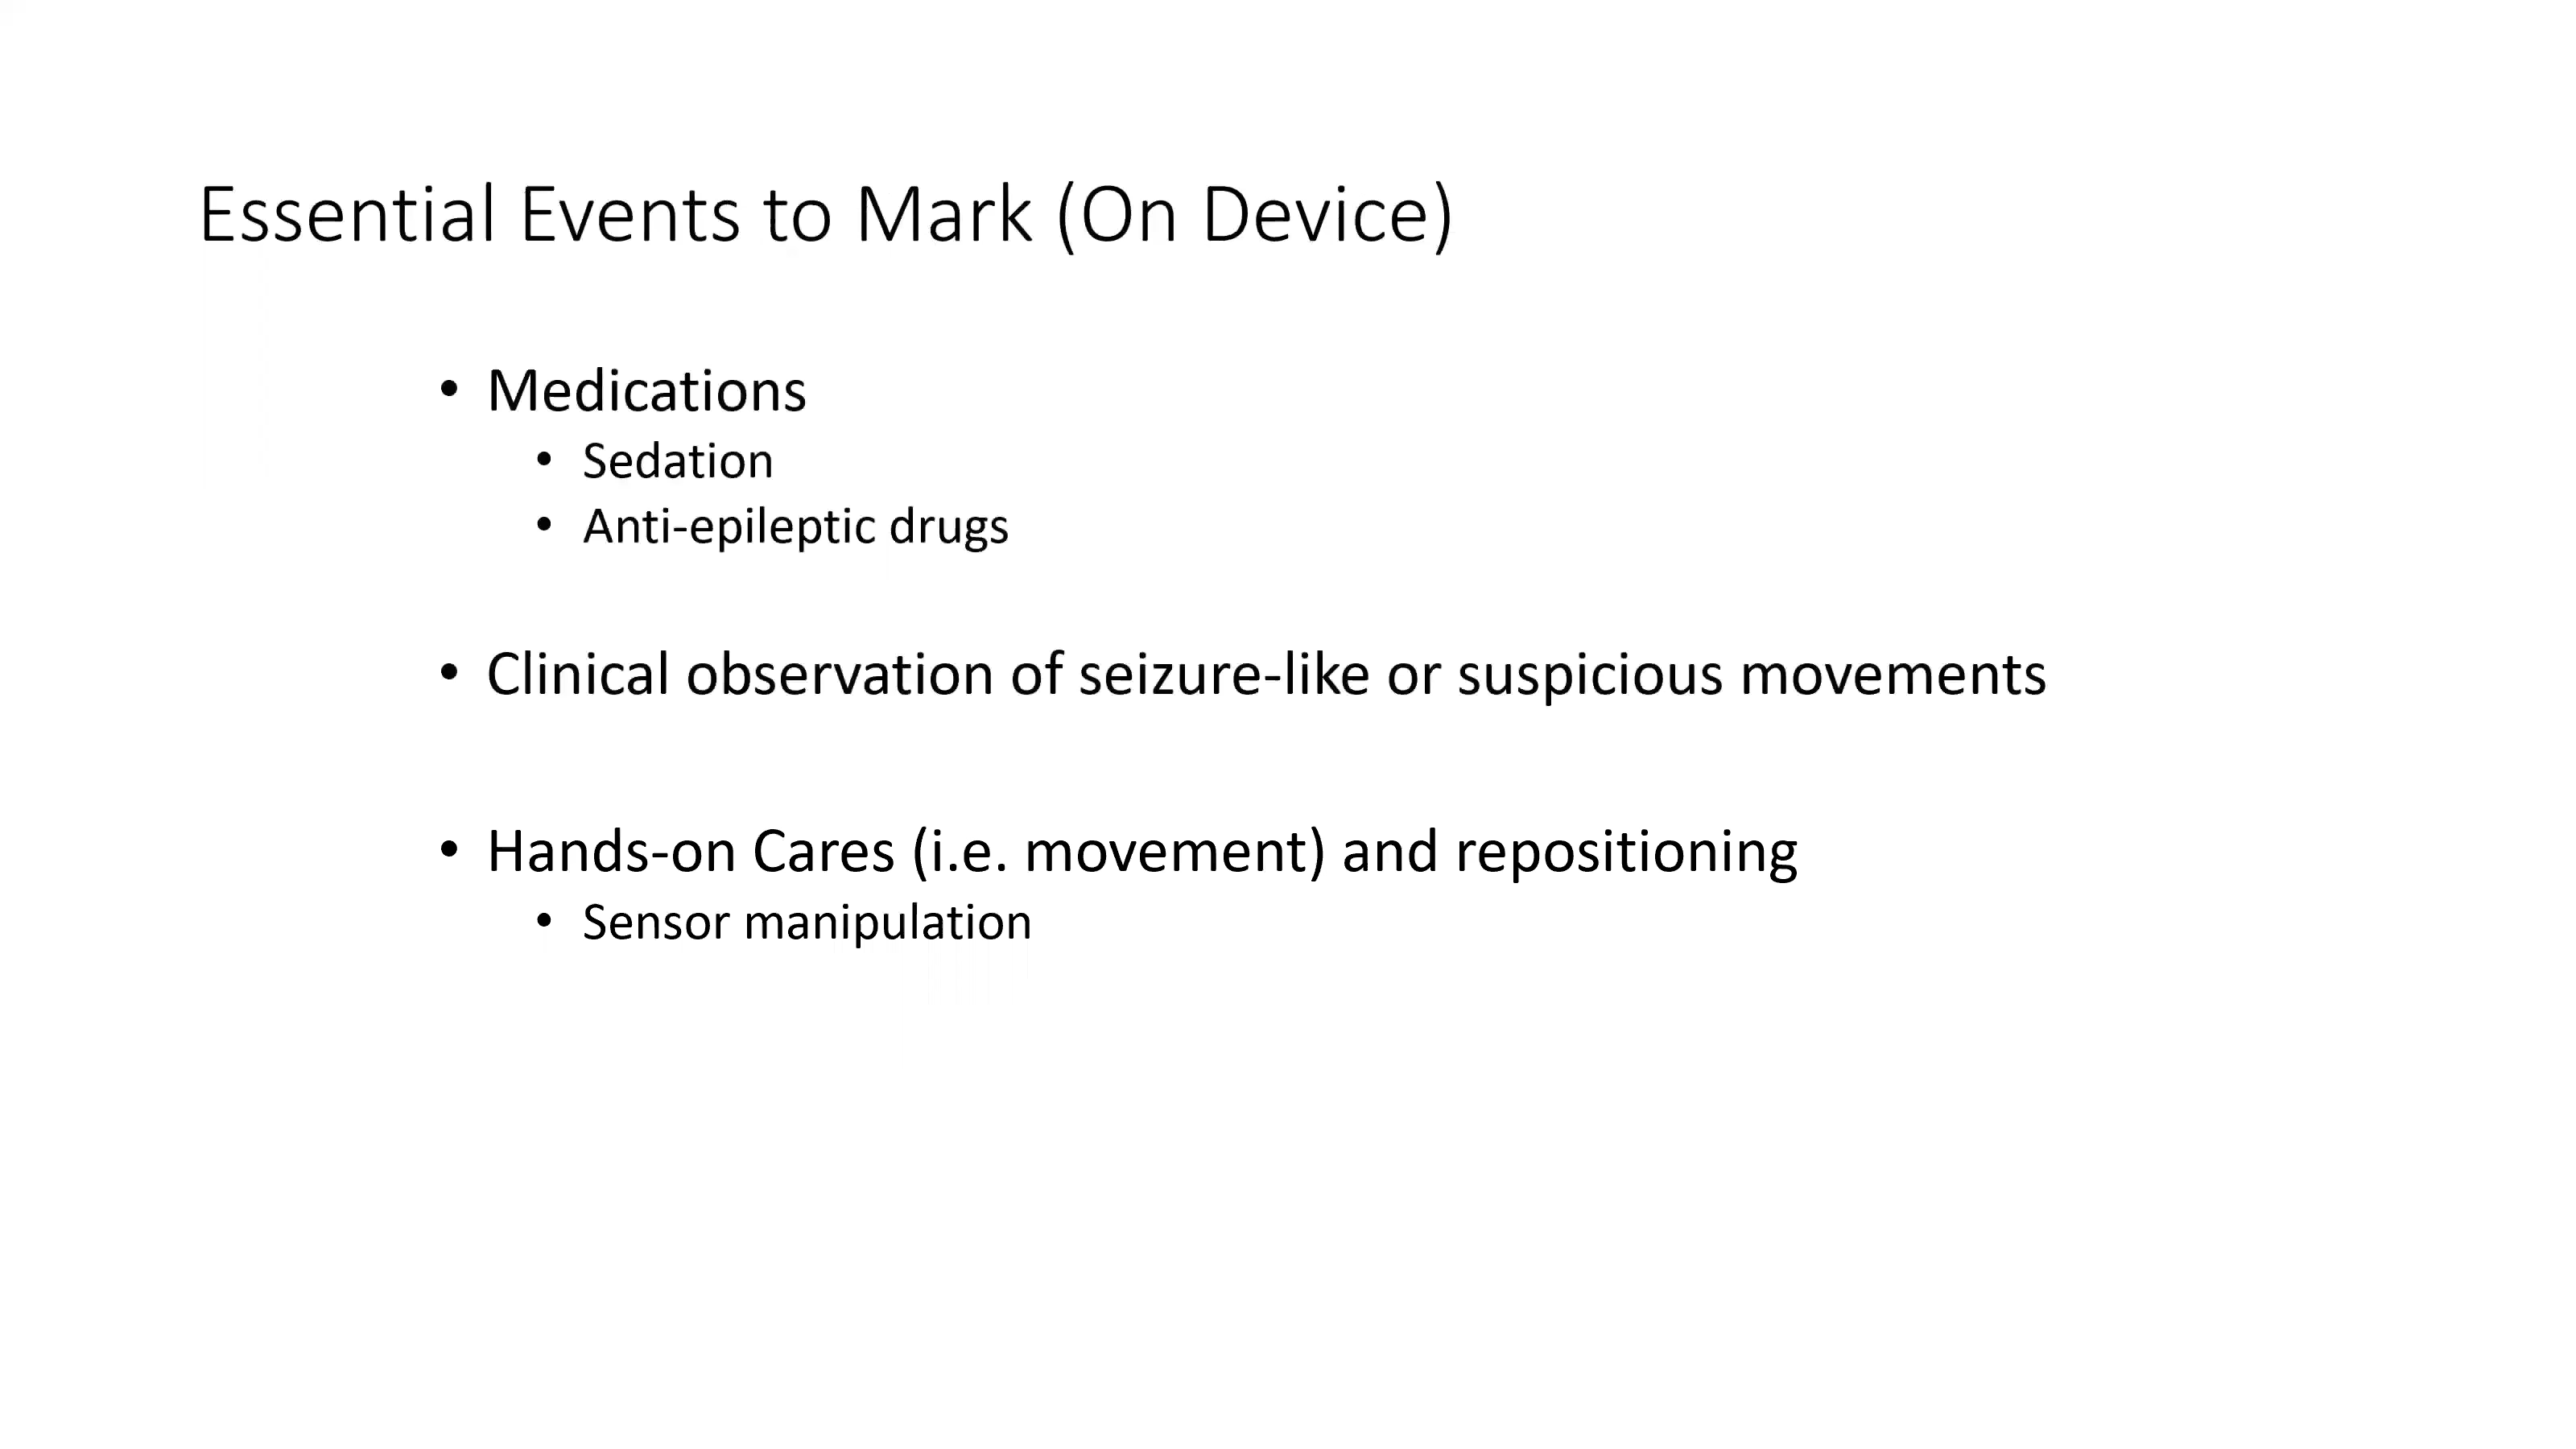 Essential Events to Mark (On Device)
• Medications
• Sedation
• Anti-epileptic drugs
• Clinical observation of seizure-like or suspicious movements
• Hands-on Cares (i.e. movement) and repositioning
• Sensor manipulation